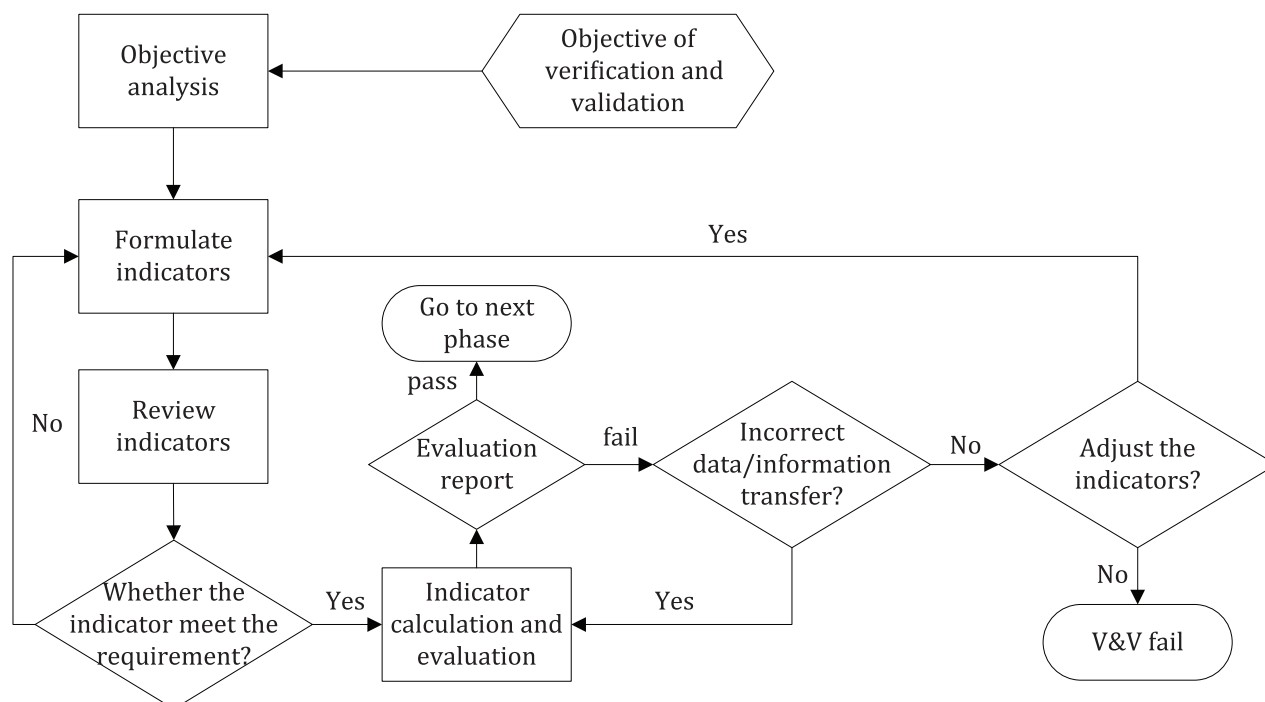 Objective
analysis
Objective of
verification and
validation
Formulate
indicators
Yes
Go to next
phase
pass
No
Review
indicators
Evaluation
report
fail
Incorrect
data/information
transfer?
No
Adjust the
indicators?
Whether the
indicator meet the
requirement?
Yes
Indicator
calculation and
evaluation
Yes
No
V&V fail